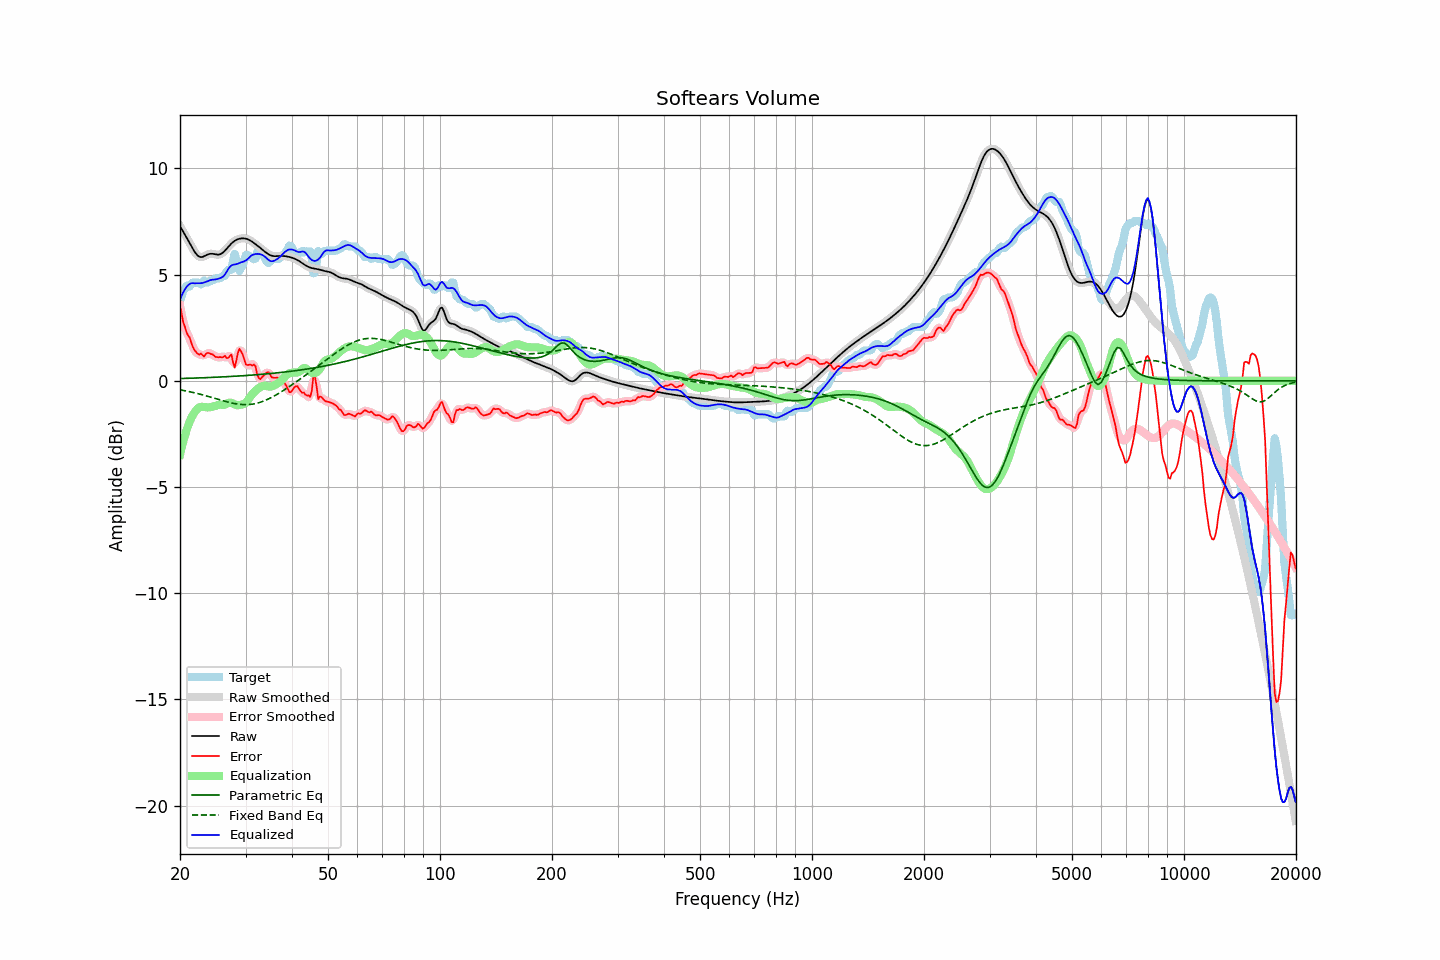 Softears Volume
Amplitude (dBr)
10
5
0
−5
−10
−15
−20
Target
Raw Smoothed
Error Smoothed
Raw
Error
Equalization
Parametric Eq
Fixed Band Eq
Equalized
20 50 100 200 500 1000 2000 5000 10000 20000
Frequency (Hz)